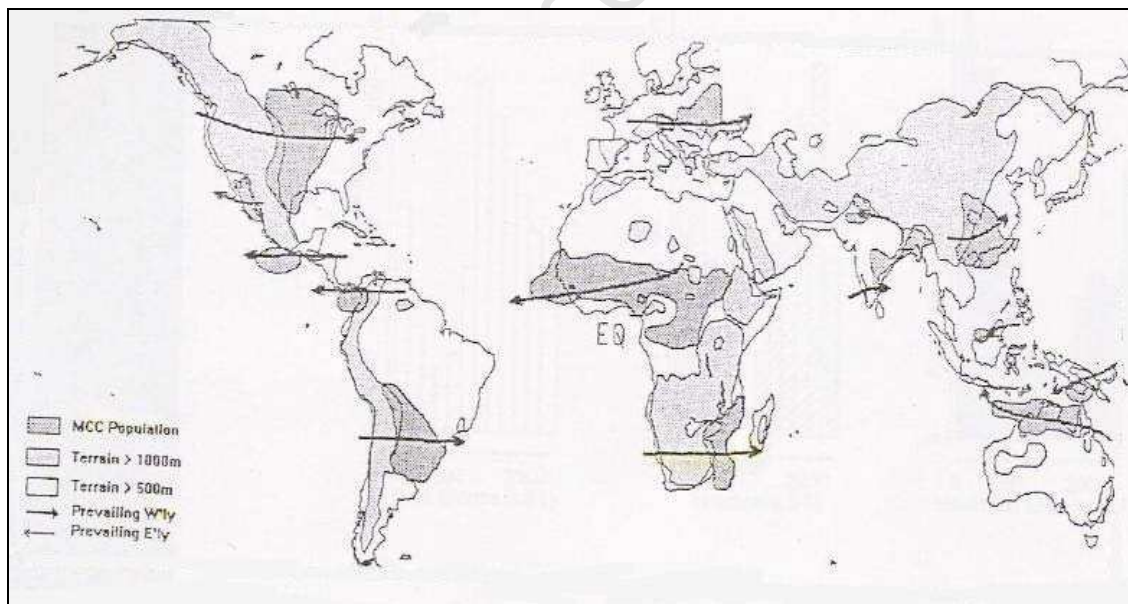 EQ
MCC Population
Terrain > 1000m
Terrain > 500m
Prevailing W'ly
Prevailing E'ly